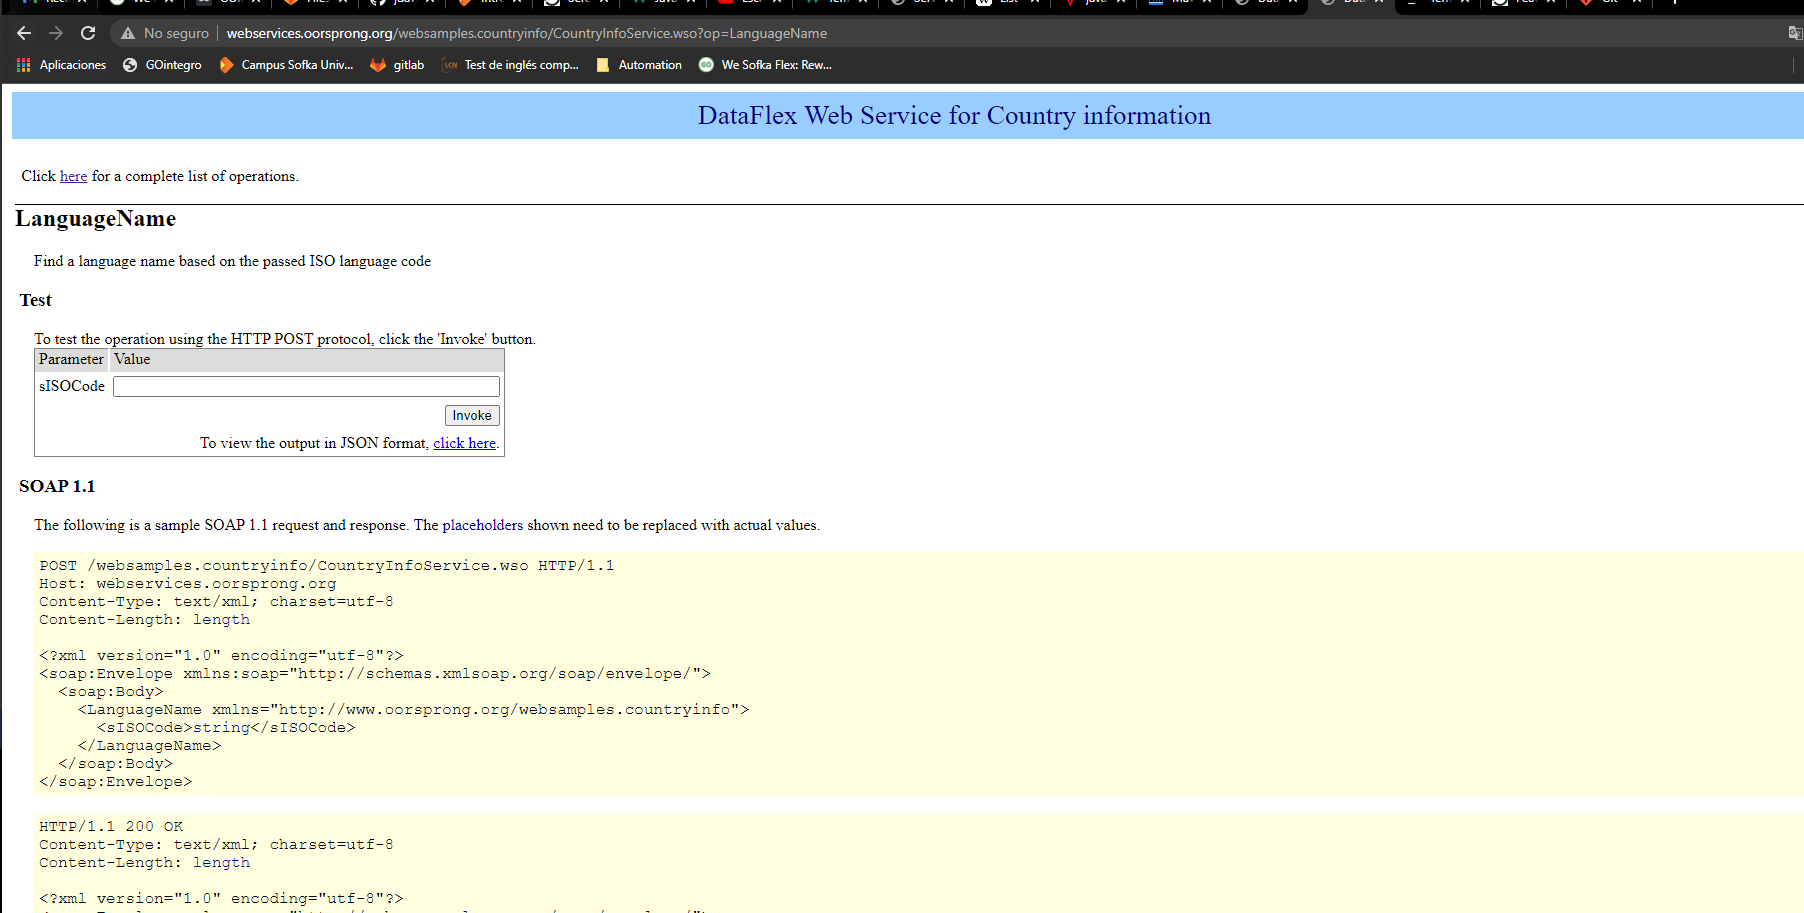 No seguro | webservices.oorsprong.org/websamples.countryinfo/CountryInfoService.wso?op=LanguageName
Aplicaciones GOintegro Campus Sofka Univ... gitlab Test de inglés comp... Automation We Sofka Flex: Rew...
DataFlex Web Service for Country information
Click here for a complete list of operations.
LanguageName
Find a language name based on the passed ISO language code
Test
To test the operation using the HTTP POST protocol, click the 'Invoke' button.
Parameter Value
sISOCode
Invoke
To view the output in JSON format, click here.
SOAP 1.1
The following is a sample SOAP 1.1 request and response. The placeholders shown need to be replaced with actual values.
POST /websamples.countryinfo/CountryInfoService.wso HTTP/1.1
Host: webservices.oorsprong.org
Content-Type: text/xml; charset=utf-8
Content-Length: length
<?xml version="1.0" encoding="utf-8"?>
<soap:Envelope xmlns:soap="http://schemas.xmlsoap.org/soap/envelope/">
<soap:Body>
<LanguageName xmlns="http://www.oorsprong.org/websamples.countryinfo">
<sISOCode>string</sISOCode>
</LanguageName>
</soap:Body>
</soap:Envelope>
HTTP/1.1 200 OK
Content-Type: text/xml; charset=utf-8
Content-Length: length
<?xml version="1.0" encoding="utf-8"?>